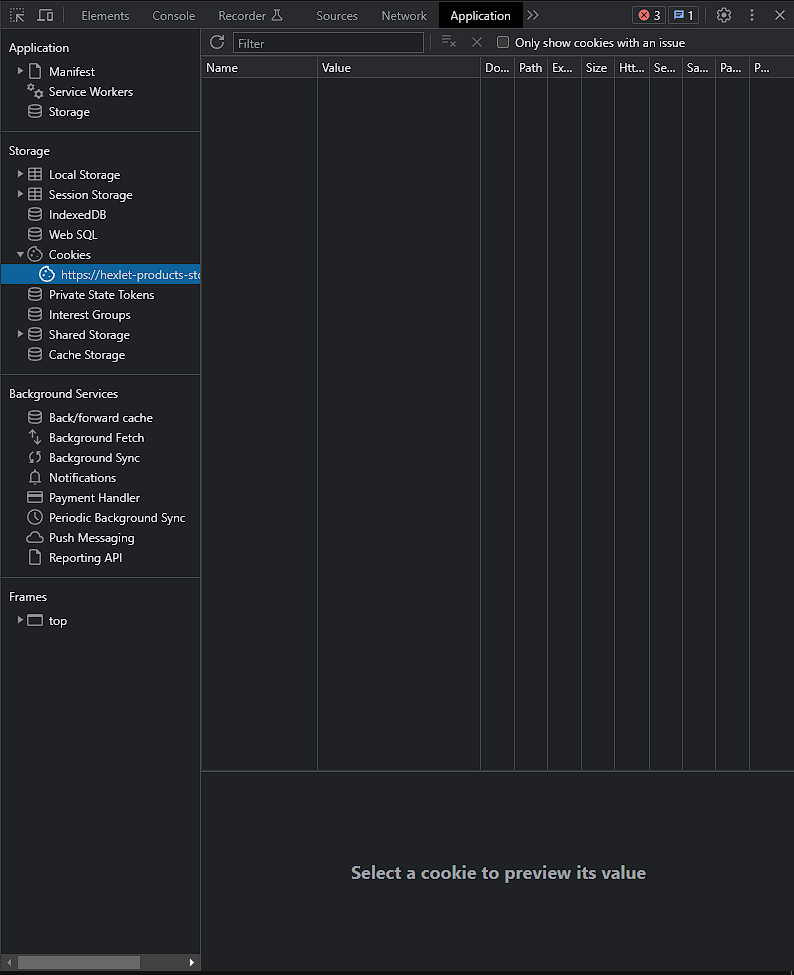 Elements Console Recorder Sources Network Application 3 1
Filter Only show cookies with an issue
Name Value Do... Path Ex... Size Htt... Se... Sa... Pa... P...
Application
Manifest
Service Workers
Storage
Storage
Local Storage
Session Storage
IndexedDB
Web SQL
Cookies
https://hexlet-products-sto
Private State Tokens
Interest Groups
Shared Storage
Cache Storage
Background Services
Back/forward cache
Background Fetch
Background Sync
Notifications
Payment Handler
Periodic Background Sync
Push Messaging
Reporting API
Frames
top
Select a cookie to preview its value